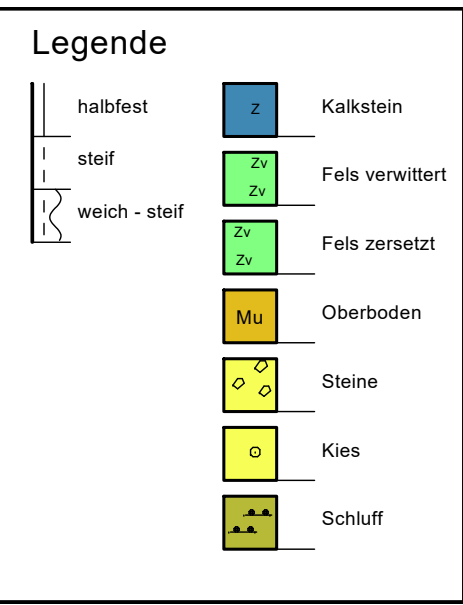 Legende
halbfest
steif
weich - steif
Z Kalkstein
Zv
Zv
Fels verwittert
Zv
Zv
Fels zersetzt
Mu Oberboden
Steine
Kies
Schluff